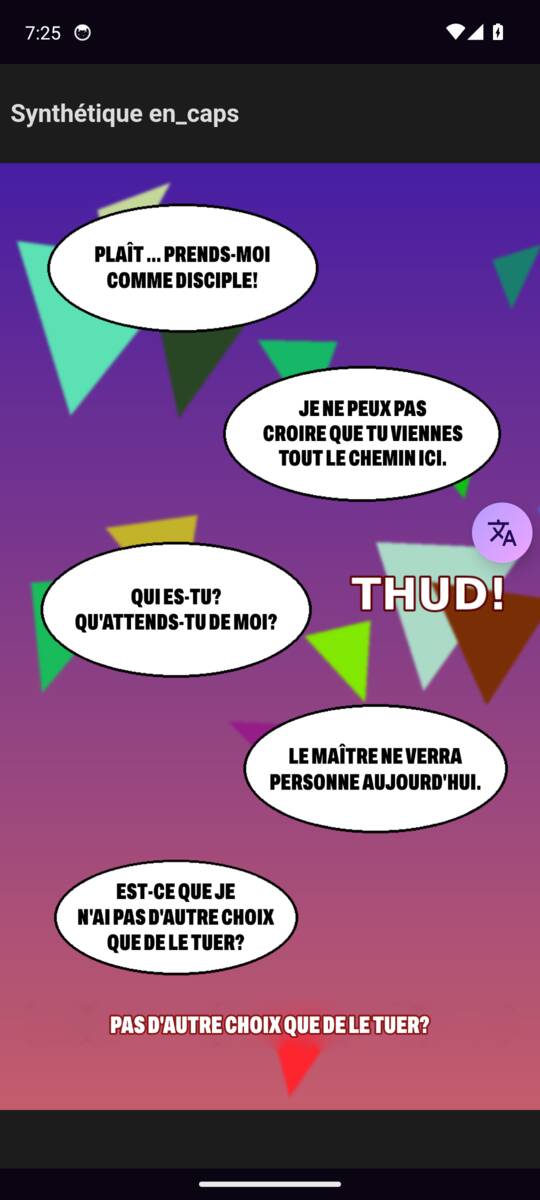 7:25
Synthétique en_caps
PLAÎT ... PRENDS-MOI
COMME DISCIPLE!
JE NE PEUX PAS
CROIRE QUE TU VIENNES
TOUT LE CHEMIN ICI.
QUI ES-TU?
QU'ATTENDS-TU DE MOI?
THUD!
LE MAÎTRE NE VERRA
PERSONNE AUJOURD'HUI.
EST-CE QUE JE
N'AI PAS D'AUTRE CHOIX
QUE DE LE TUER?
PAS D'AUTRE CHOIX QUE DE LE TUER?